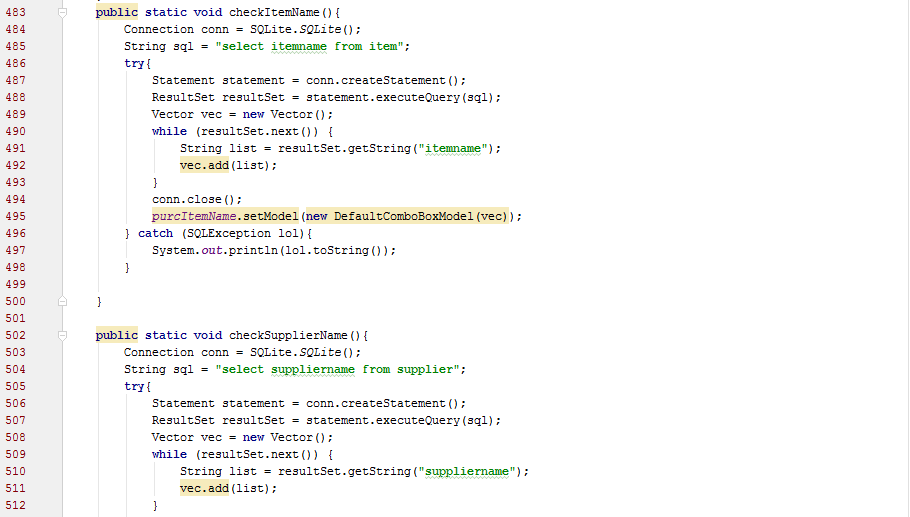 483 public static void checkItemName(){
484 Connection conn = SQLite.SQLite();
485 String sql = "select itemname from item";
486 try{
487 Statement statement = conn.createStatement();
488 ResultSet resultSet = statement.executeQuery(sql);
489 Vector vec = new Vector();
490 while (resultSet.next()) {
491 String list = resultSet.getString("itemname");
492 vec.add(list);
493 }
494 conn.close();
495 purcItemName.setModel(new DefaultComboBoxModel(vec));
496 } catch (SQLException lol){
497 System.out.println(lol.toString());
498 }
499
500 }
501
502 public static void checkSupplierName(){
503 Connection conn = SQLite.SQLite();
504 String sql = "select suppliername from supplier";
505 try{
506 Statement statement = conn.createStatement();
507 ResultSet resultSet = statement.executeQuery(sql);
508 Vector vec = new Vector();
509 while (resultSet.next()) {
510 String list = resultSet.getString("suppliername");
511 vec.add(list);
512 }